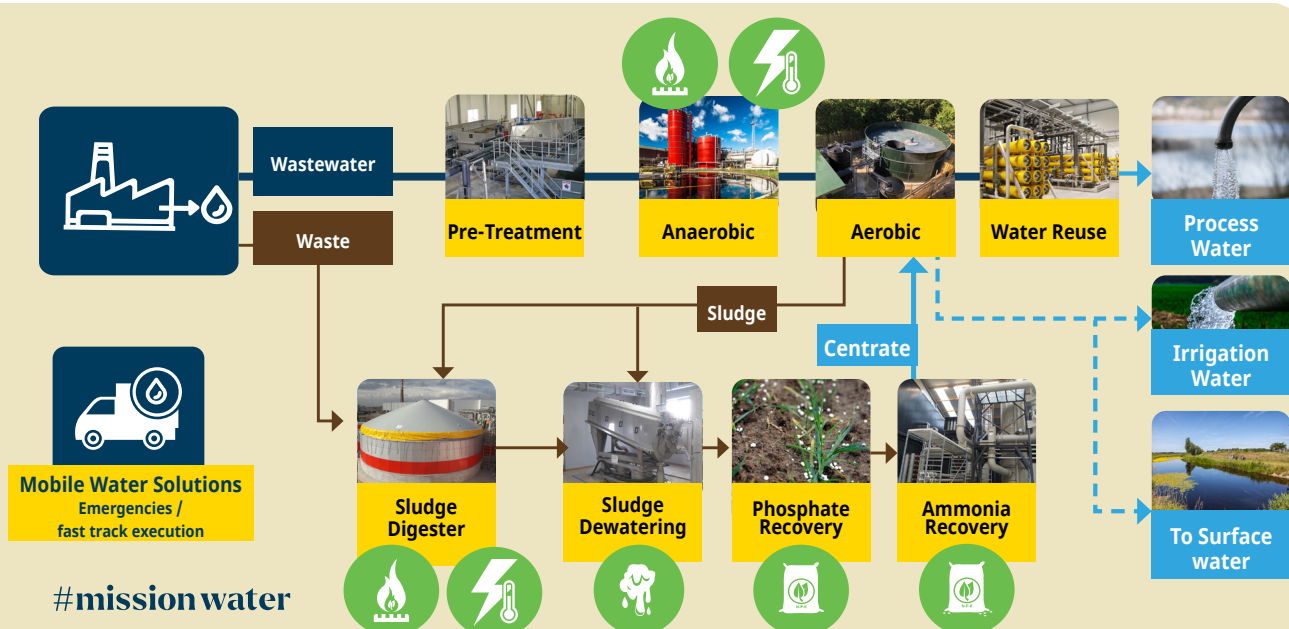 Wastewater
Waste
Pre-Treatment
Anaerobic
Aerobic
Water Reuse
Process
Water
Sludge
Centrate
Irrigation
Water
Mobile Water Solutions
Emergencies /
fast track execution
Sludge
Digester
Sludge
Dewatering
Phosphate
Recovery
Ammonia
Recovery
To Surface
water
#missionwater